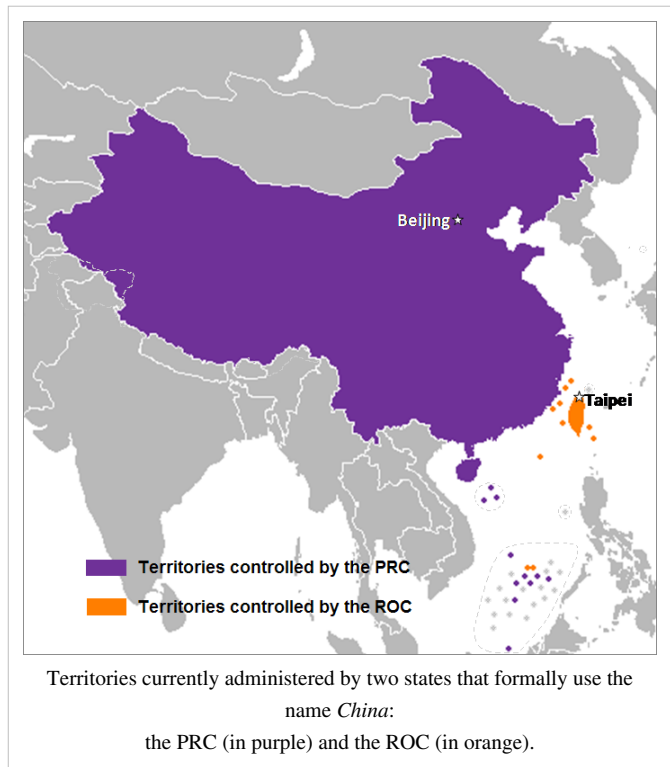 Beijing
Taipei
Territories controlled by the PRC
Territories controlled by the ROC
Territories currently administered by two states that formally use the
name China:
the PRC (in purple) and the ROC (in orange).